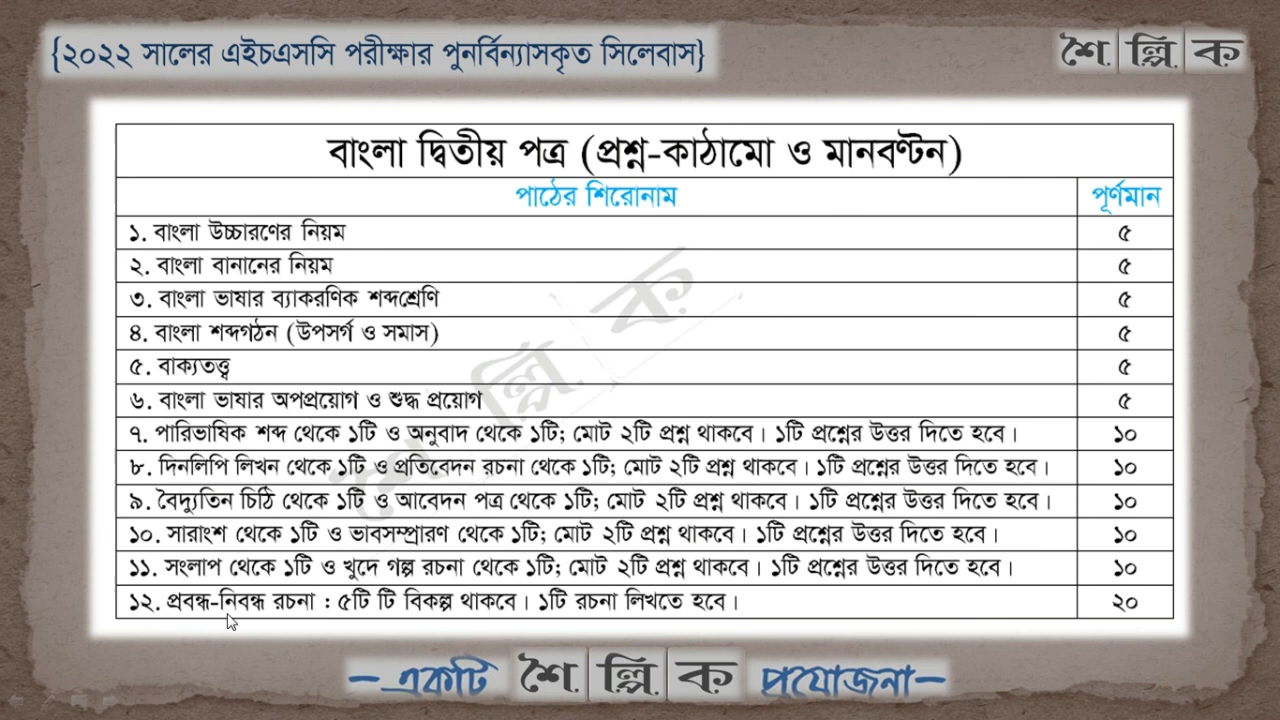 {২০২২ সালের এইচএসসি পরীক্ষার পুনর্বিন্যাসকৃত সিলেবাস}
শৈল্পিক
বাংলা দ্বিতীয় পত্র (প্রশ্ন-কাঠামো ও মানবণ্টন)
পাঠের শিরোনাম পূর্ণমান
১. বাংলা উচ্চারণের নিয়ম ৫
২. বাংলা বানানের নিয়ম ৫
৩. বাংলা ভাষার ব্যাকরণিক শব্দশ্রেণি ৫
৪. বাংলা শব্দগঠন (উপসর্গ ও সমাস) ৫
৫. বাক্যতত্ত্ব ৫
৬. বাংলা ভাষার অপপ্রয়োগ ও শুদ্ধ প্রয়োগ ৫
৭. পারিভাষিক শব্দ থেকে ১টি ও অনুবাদ থেকে ১টি; মোট ২টি প্রশ্ন থাকবে। ১টি প্রশ্নের উত্তর দিতে হবে। ১০
৮. দিনলিপি লিখন থেকে ১টি ও প্রতিবেদন রচনা থেকে ১টি; মোট ২টি প্রশ্ন থাকবে। ১টি প্রশ্নের উত্তর দিতে হবে। ১০
৯. বৈদ্যুতিন চিঠি থেকে ১টি ও আবেদন পত্র থেকে ১টি; মোট ২টি প্রশ্ন থাকবে। ১টি প্রশ্নের উত্তর দিতে হবে। ১০
১০. সারাংশ থেকে ১টি ও ভাবসম্প্রারণ থেকে ১টি; মোট ২টি প্রশ্ন থাকবে। ১টি প্রশ্নের উত্তর দিতে হবে। ১০
১১. সংলাপ থেকে ১টি ও খুদে গল্প রচনা থেকে ১টি; মোট ২টি প্রশ্ন থাকবে। ১টি প্রশ্নের উত্তর দিতে হবে। ১০
১২. প্রবন্ধ-নিবন্ধ রচনা : ৫টি টি বিকল্প থাকবে। ১টি রচনা লিখতে হবে। ২০
শৈল্পিক
–একটি শৈল্পিক প্রযোজনা–